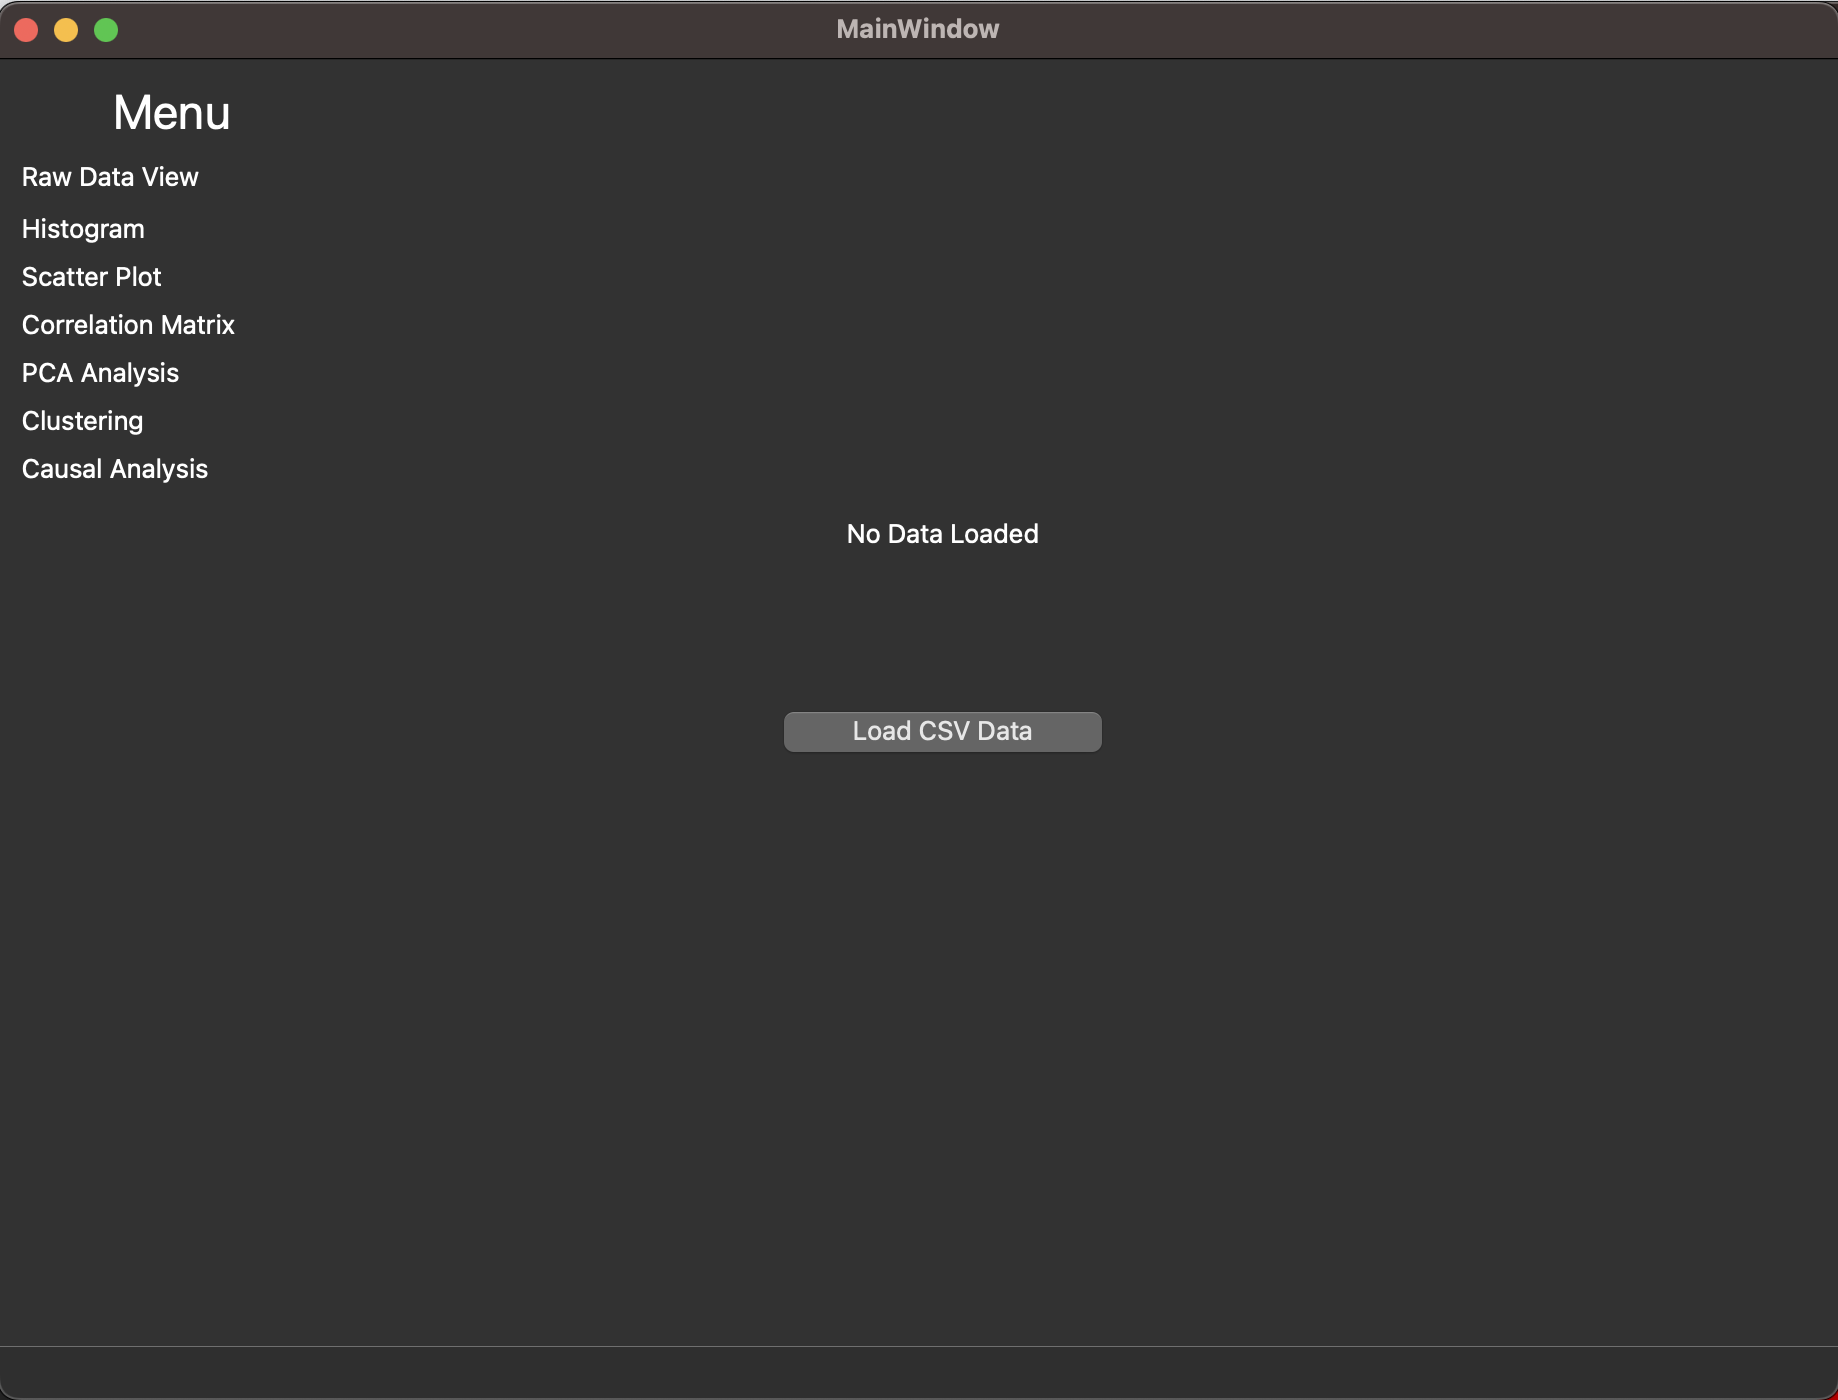 MainWindow
Menu
Raw Data View
Histogram
Scatter Plot
Correlation Matrix
PCA Analysis
Clustering
Causal Analysis
No Data Loaded
Load CSV Data